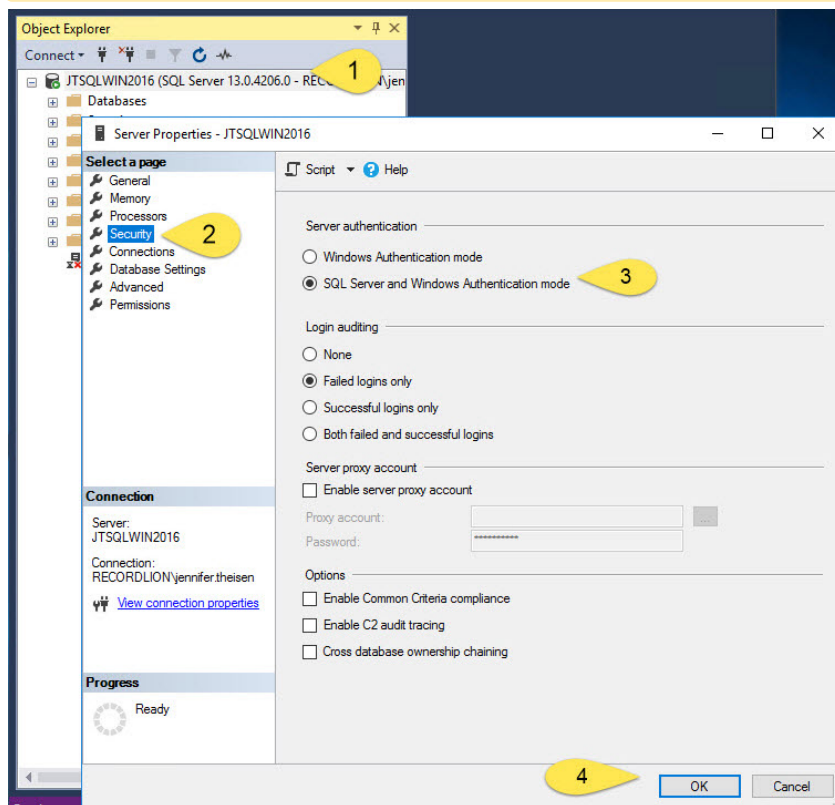 Object Explorer
Connect
1
JTSQLWIN2016 (SQL Server 13.0.4206.0 - \jen
Databases
Server Properties - JTSQLWIN2016
Select a page
General
Memory
Processors
Security
2
Connections
Database Settings
Advanced
Permissions
Script
Help
Server authentication
Windows Authentication mode
SQL Server and Windows Authentication mode
3
Login auditing
None
Failed logins only
Successful logins only
Both failed and successful logins
Server proxy account
Enable server proxy account
Proxy account:
...
Password:
**********
Options
Enable Common Criteria compliance
Enable C2 audit tracing
Cross database ownership chaining
Connection
Server:
JTSQLWIN2016
Connection:
RECORDLION\jennifer.theisen
View connection properties
Progress
Ready
4
OK
Cancel